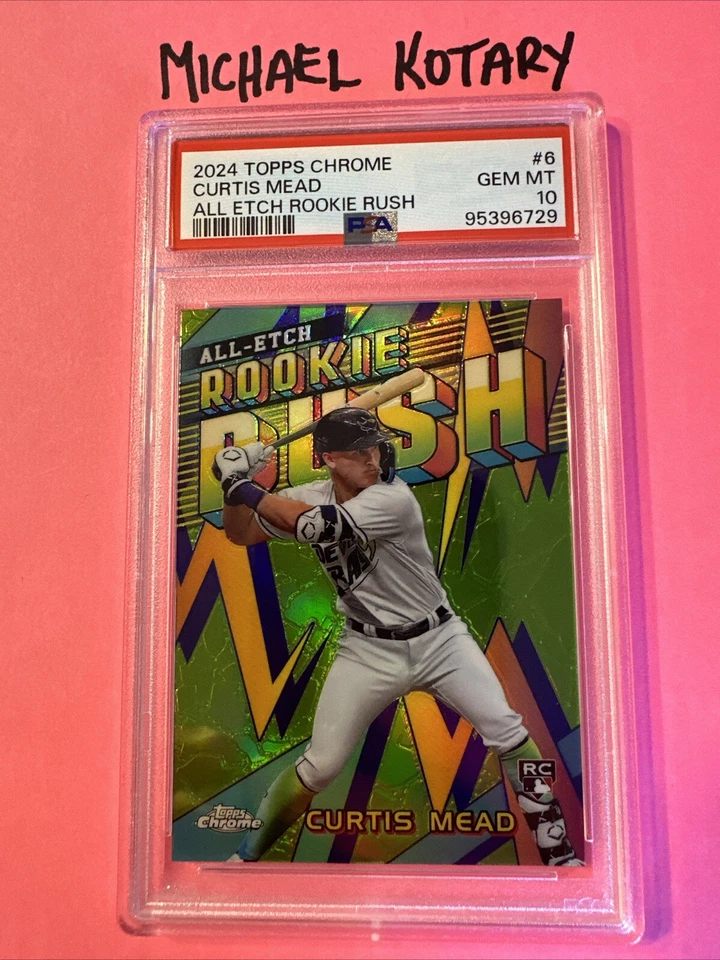 MICHAEL KOTARY
2024 TOPPS CHROME #6
CURTIS MEAD GEM MT
ALL ETCH ROOKIE RUSH 10
PSA 95396729
ALL-ETCH
ROOKIE
RUSH
RC
Topps
Chrome
CURTIS MEAD